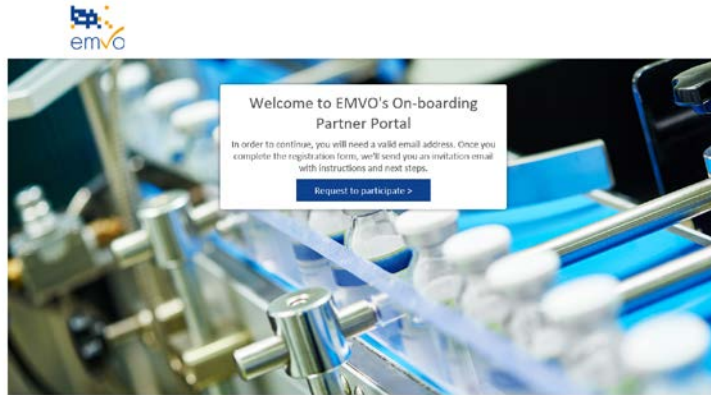 emvo
Welcome to EMVO's On-boarding
Partner Portal
In order to continue, you will need a valid email address. Once you
complete the registration form, we'll send you an invitation email
with instructions and next steps.
Request to participate >